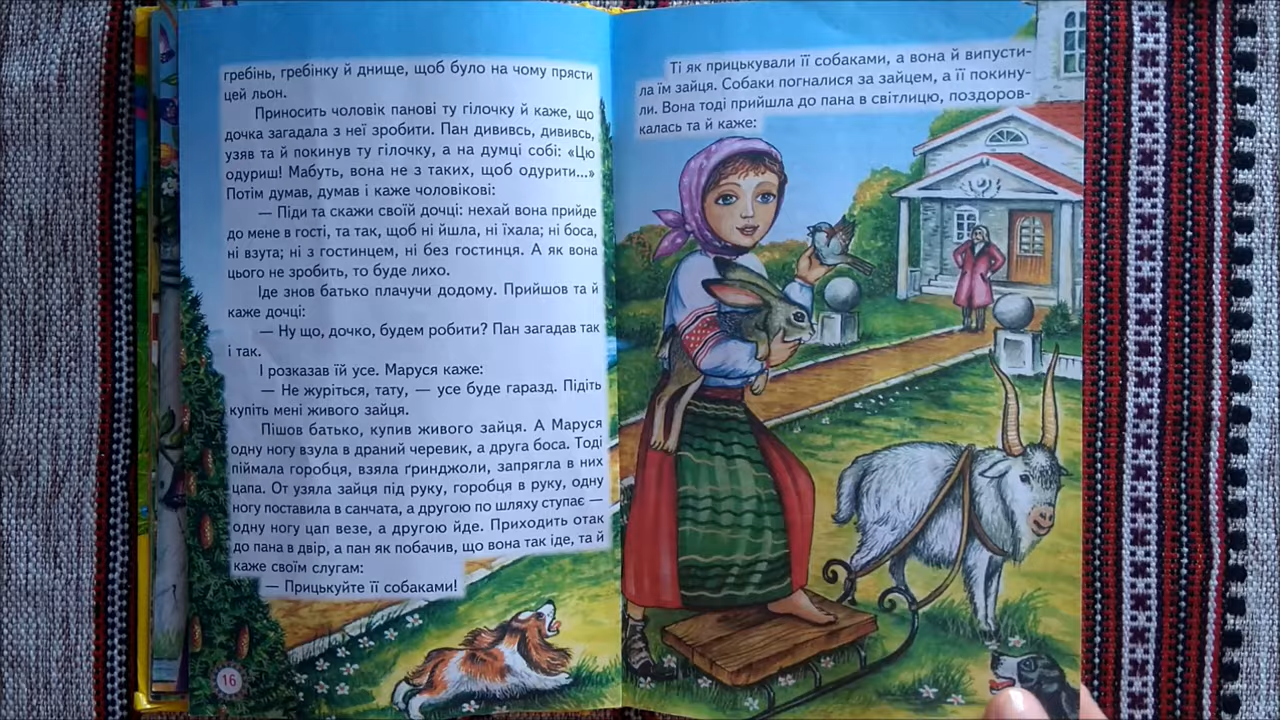 гребінь, гребінку й днище, щоб було на чому прясти
цей льон.
Приносить чоловік панові ту гілочку й каже, що
дочка загадала з неї зробити. Пан дививсь, дививсь,
узяв та й покинув ту гілочку, а на думці собі: «Цю
одуриш! Мабуть, вона не з таких, щоб одурити...»
Потім думав, думав і каже чоловікові:
— Піди та скажи своїй дочці: нехай вона прийде
до мене в гості, та так, щоб ні йшла, ні їхала; ні боса,
ні взута; ні з гостинцем, ні без гостинця. А як вона
цього не зробить, то буде лихо.
Іде знов батько плачучи додому. Прийшов та й
каже дочці:
— Ну що, дочко, будем робити? Пан загадав так
і так.
І розказав їй усе. Маруся каже:
— Не журіться, тату, — усе буде гаразд. Підіть
купіть мені живого зайця.
Пішов батько, купив живого зайця. А Маруся
одну ногу взула в драний черевик, а друга боса. Тоді
піймала горобця, взяла ґринджоли, запрягла в них
цапа. От узяла зайця під руку, горобця в руку, одну
ногу поставила в санчата, а другою по шляху ступає —
одну ногу цап везе, а другою йде. Приходить отак
до пана в двір, а пан як побачив, що вона так іде, та й
каже своїм слугам:
— Прицькуйте її собаками!
16
Ті як прицькували її собаками, а вона й випусти-
ла їм зайця. Собаки погналися за зайцем, а її покину-
ли. Вона тоді прийшла до пана в світлицю, поздоров-
калась та й каже: